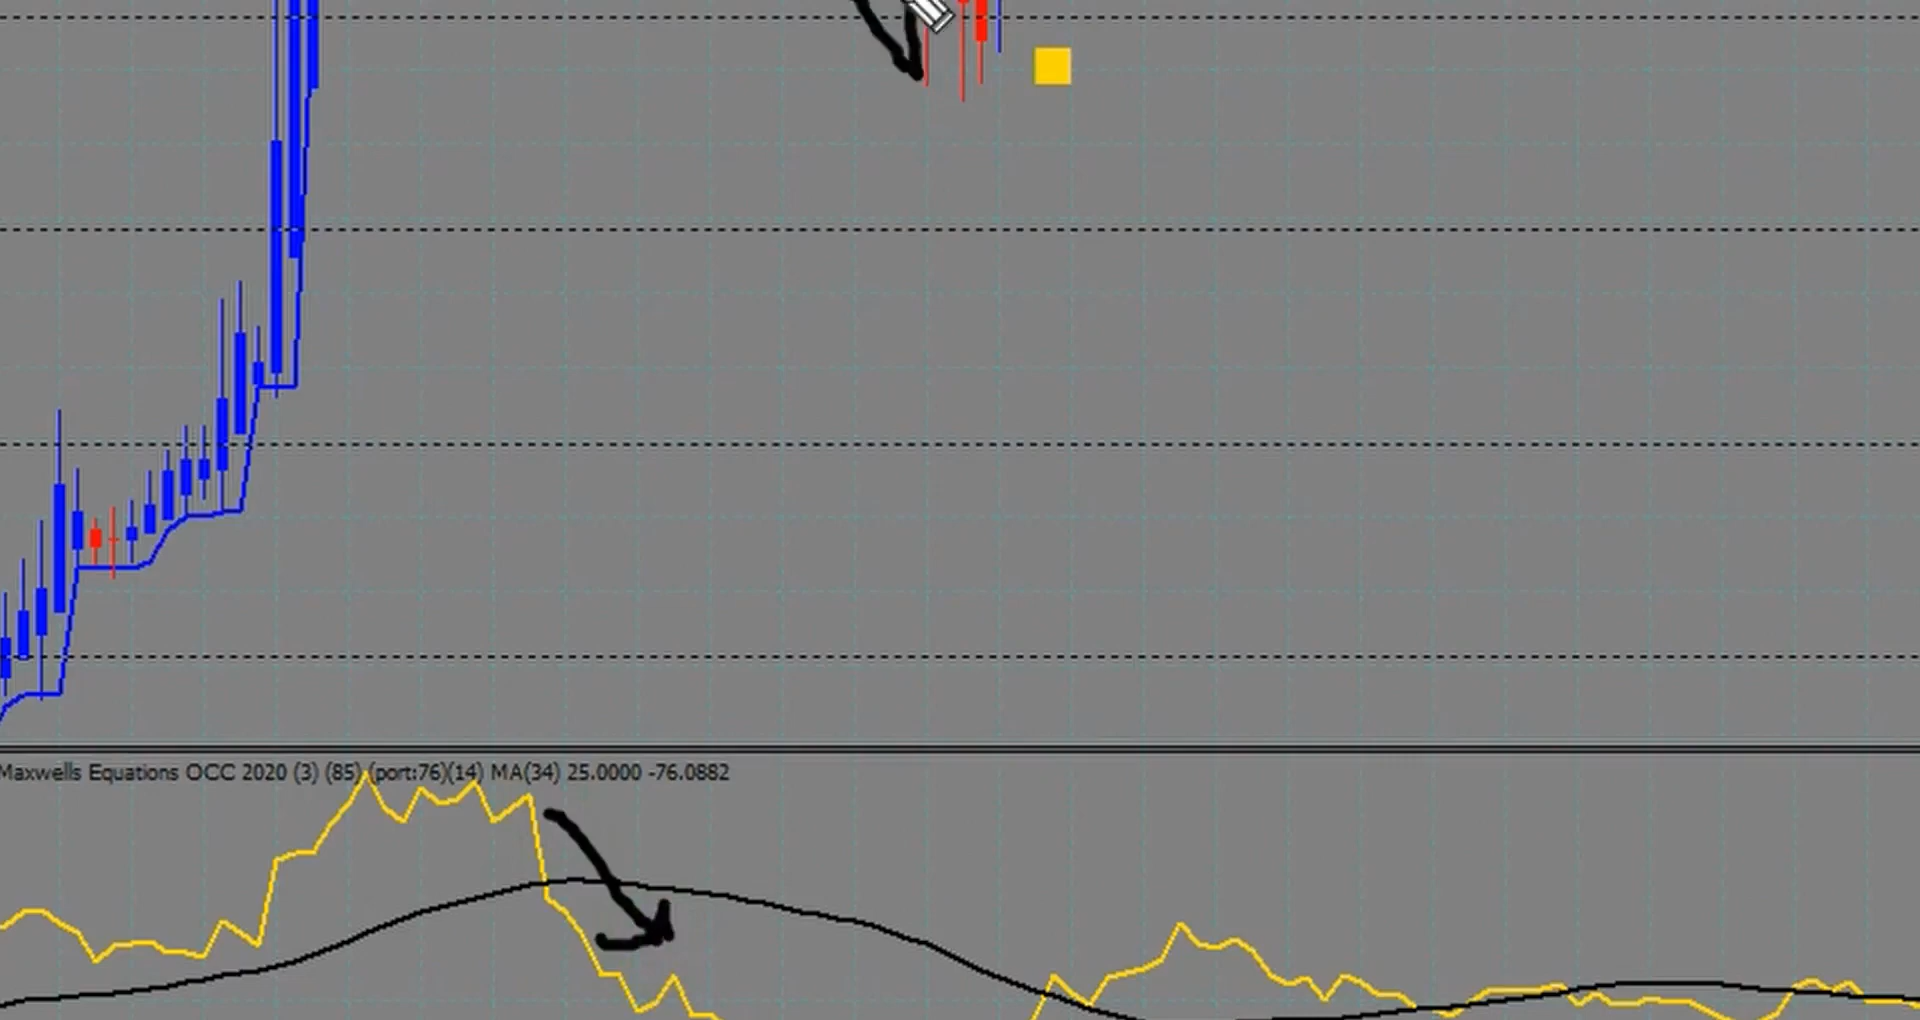 Maxwells Equations OCC 2020 (3) (85) (port:76)(14) MA(34) 25.0000 -76.0882